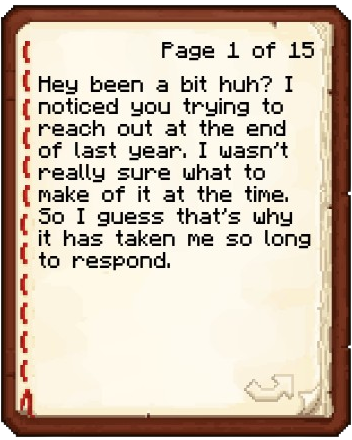 Page 1 of 15
Hey been a bit huh? I
noticed you trying to
reach out at the end
of last year. I wasn't
really sure what to
make of it at the time.
So I guess that's why
it has taken me so long
to respond.